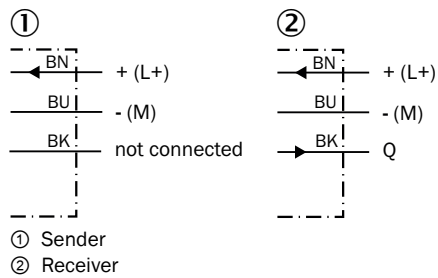 ① ②
BN + (L+) BN + (L+)
BU - (M) BU - (M)
BK not connected BK Q
① Sender
② Receiver